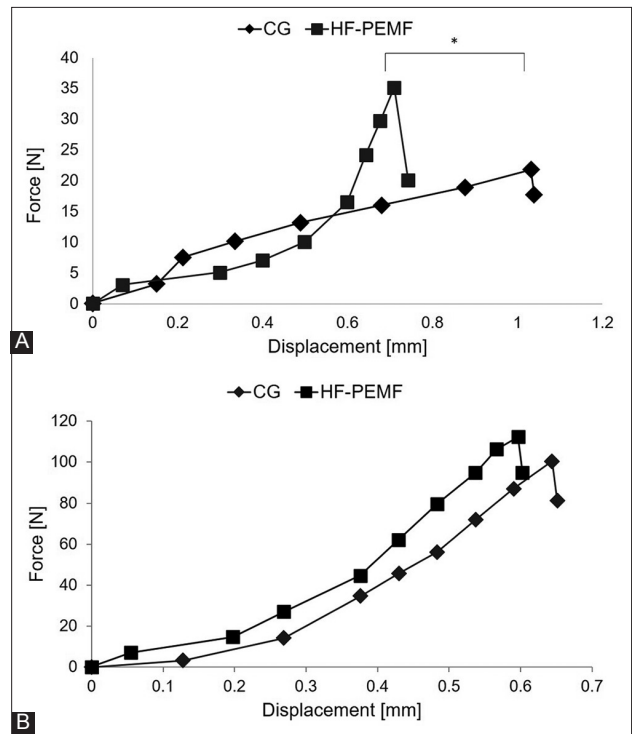 CG HF-PEMF
*
40
35
30
25
20
15
10
5
0
Force [N]
0 0.2 0.4 0.6 0.8 1 1.2
Displacement [mm]
A
CG HF-PEMF
120
100
80
60
40
20
0
Force [N]
0 0.1 0.2 0.3 0.4 0.5 0.6 0.7
Displacement [mm]
B